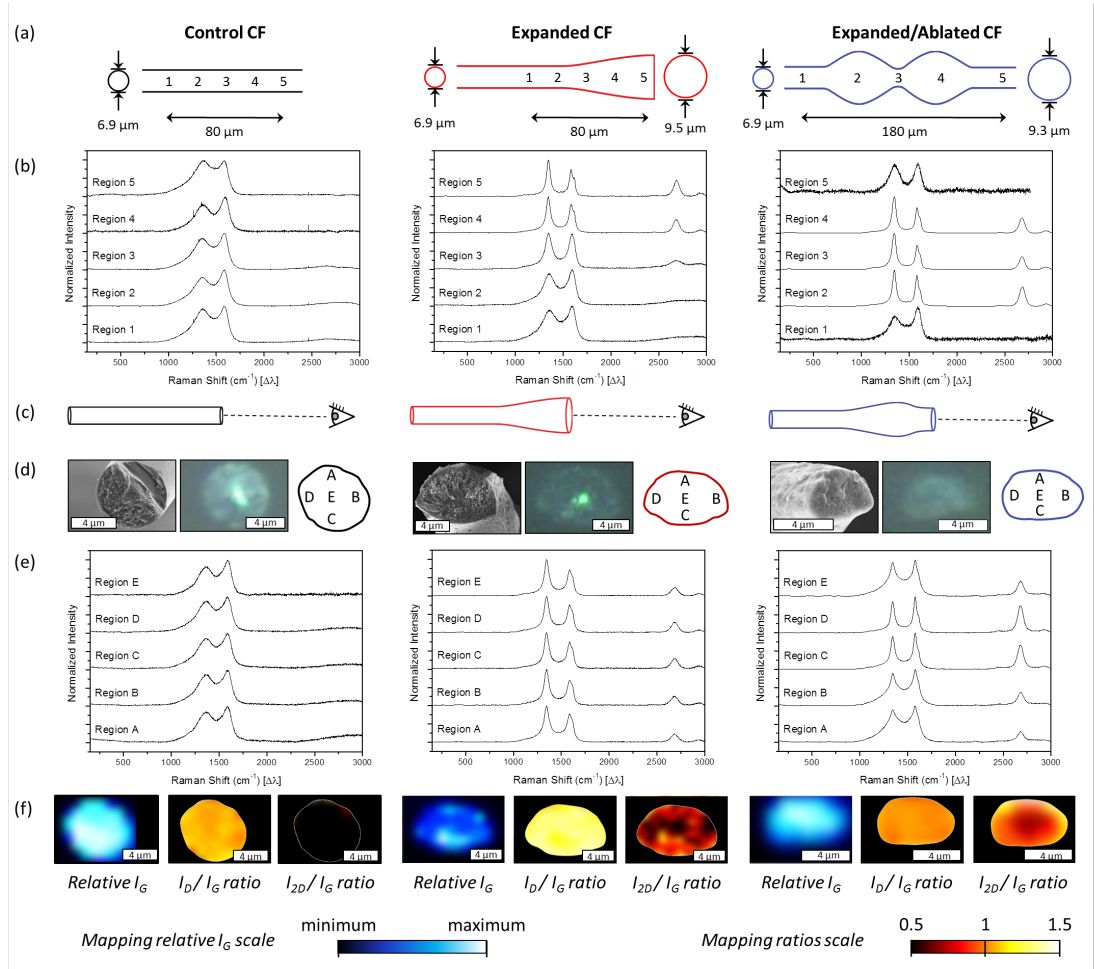 (a)
Control CF
Expanded CF
Expanded/Ablated CF
1 2 3 4 5
6.9 µm
80 µm
1 2 3 4 5
6.9 µm
80 µm
9.5 µm
1 2 3 4 5
6.9 µm
180 µm
9.3 µm
(b)
Normalized Intensity
Region 5
Region 4
Region 3
Region 2
Region 1
500 1000 1500 2000 2500 3000
Raman Shift (cm⁻¹) [Δλ]
Normalized Intensity
Region 5
Region 4
Region 3
Region 2
Region 1
500 1000 1500 2000 2500 3000
Raman Shift (cm⁻¹) [Δλ]
Normalized Intensity
Region 5
Region 4
Region 3
Region 2
Region 1
500 1000 1500 2000 2500 3000
Raman Shift (cm⁻¹) [Δλ]
(c)
(d)
4 µm
4 µm
A
D E B
C
4 µm
4 µm
A
D E B
C
4 µm
4 µm
A
D E B
C
(e)
Normalized Intensity
Region E
Region D
Region C
Region B
Region A
500 1000 1500 2000 2500 3000
Raman Shift (cm⁻¹) [Δλ]
Normalized Intensity
Region E
Region D
Region C
Region B
Region A
500 1000 1500 2000 2500 3000
Raman Shift (cm⁻¹) [Δλ]
Normalized Intensity
Region E
Region D
Region C
Region B
Region A
500 1000 1500 2000 2500 3000
Raman Shift (cm⁻¹) [Δλ]
(f)
4 µm
4 µm
4 µm
4 µm
4 µm
4 µm
4 µm
4 µm
4 µm
Relative I_G
I_D/ I_G ratio
I_2D/ I_G ratio
Relative I_G
I_D/ I_G ratio
I_2D/ I_G ratio
Relative I_G
I_D/ I_G ratio
I_2D/ I_G ratio
minimum maximum
Mapping relative I_G scale
0.5 1 1.5
Mapping ratios scale